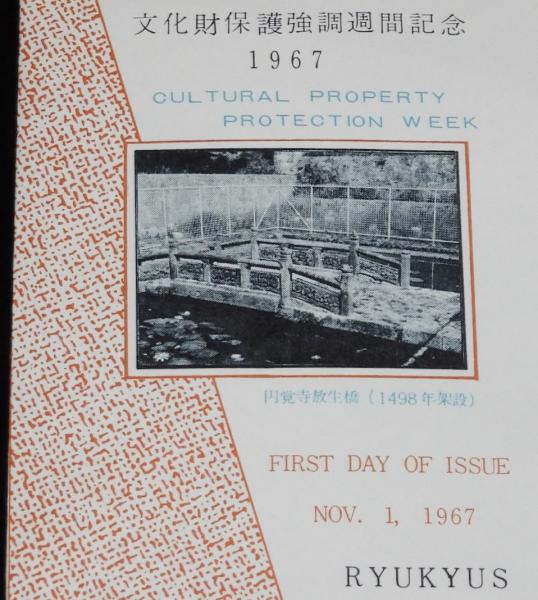 文化財保護強調週間記念
1967
CULTURAL PROPERTY
PROTECTION WEEK
円覚寺放生橋 (1498年架設)
FIRST DAY OF ISSUE
NOV. 1, 1967
RYUKYUS